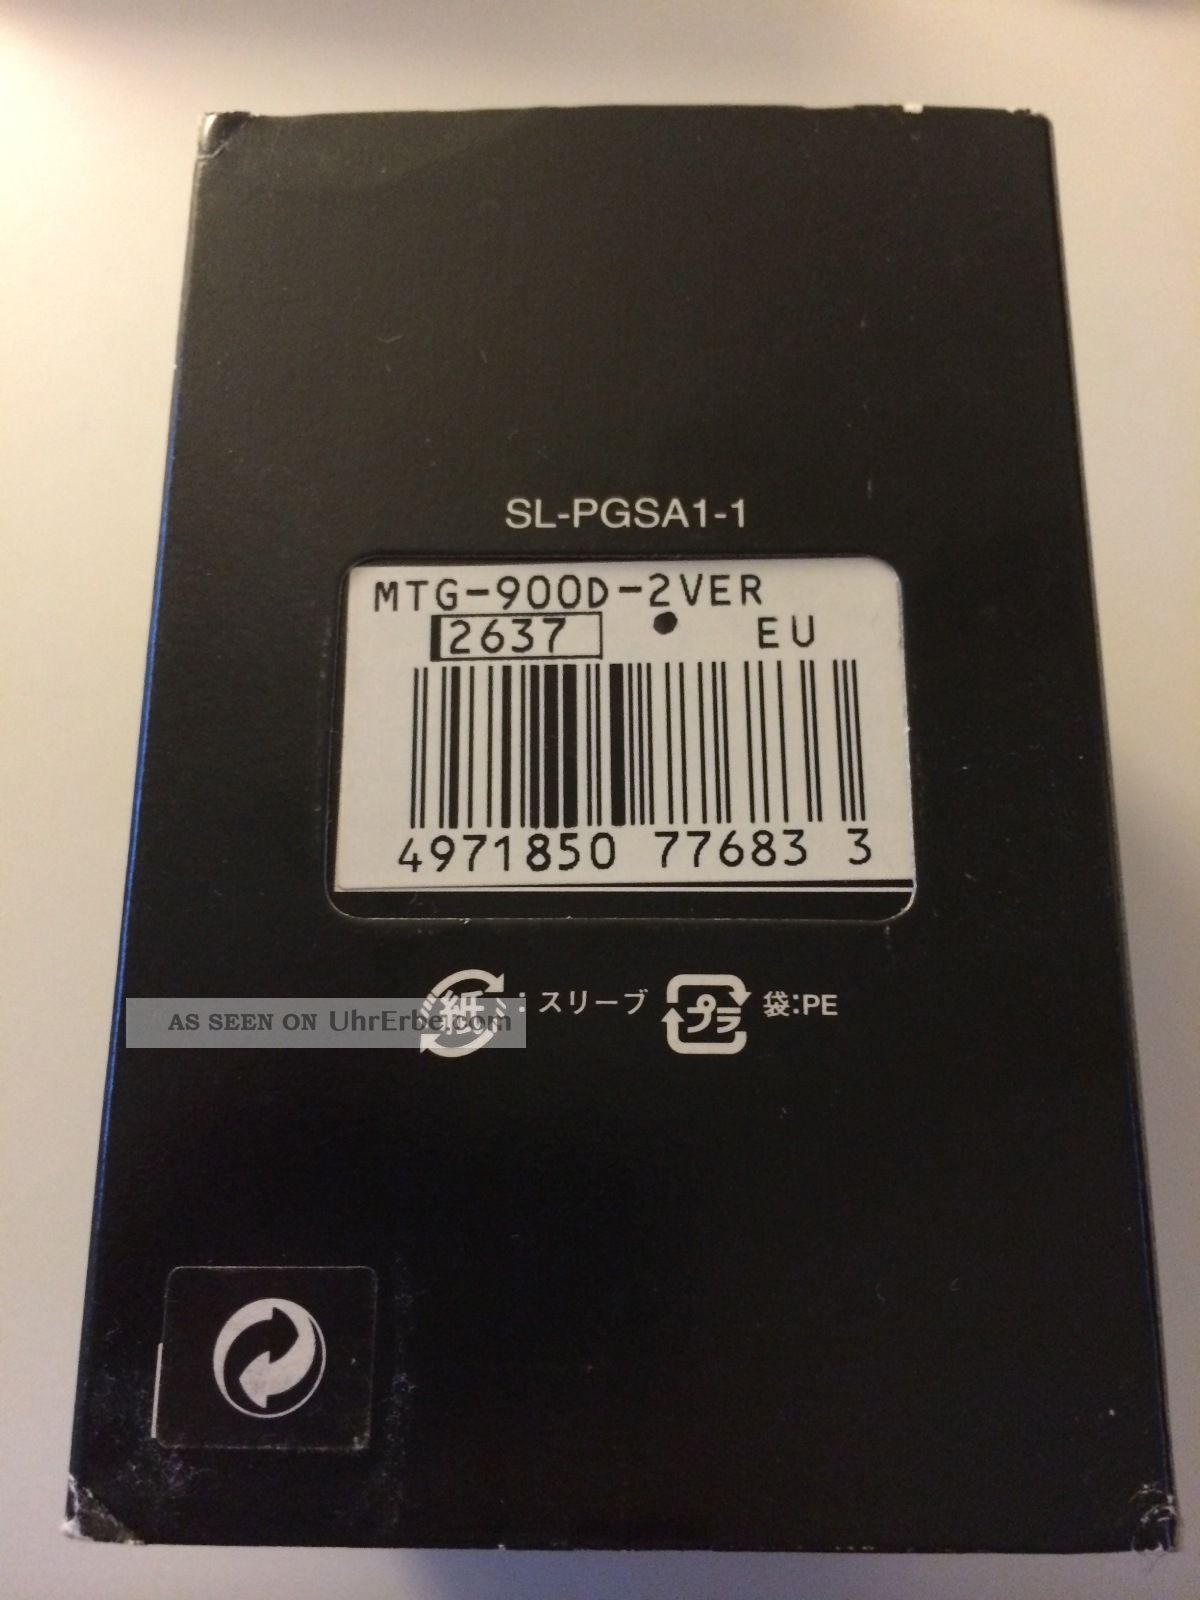 SL-PGSA1-1
MTG-900D-2VER
2637 EU
4971850 77683 3
紙 : スリーブ プラ 袋:PE
AS SEEN ON UhrErbe.com